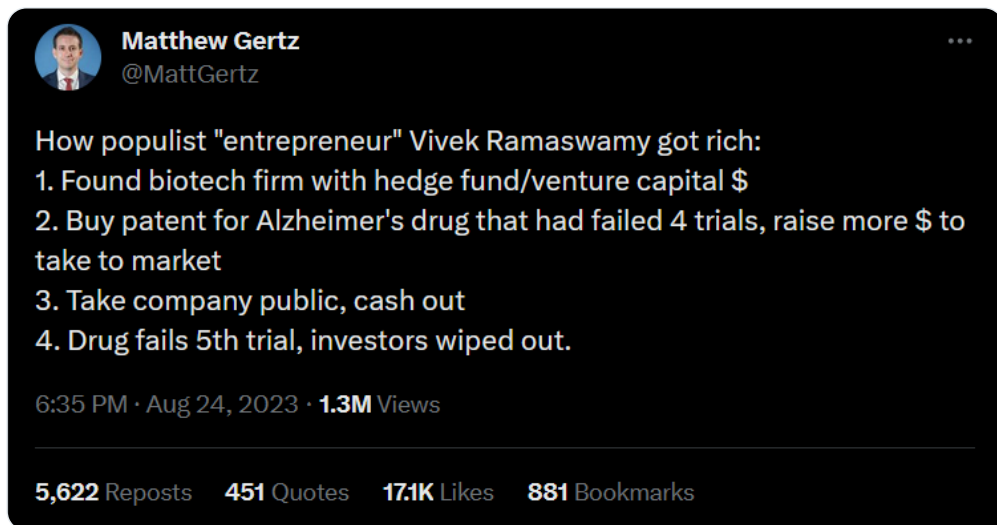 Matthew Gertz
@MattGertz
How populist "entrepreneur" Vivek Ramaswamy got rich:
1. Found biotech firm with hedge fund/venture capital $
2. Buy patent for Alzheimer's drug that had failed 4 trials, raise more $ to
take to market
3. Take company public, cash out
4. Drug fails 5th trial, investors wiped out.
6:35 PM · Aug 24, 2023 · 1.3M Views
5,622 Reposts 451 Quotes 17.1K Likes 881 Bookmarks